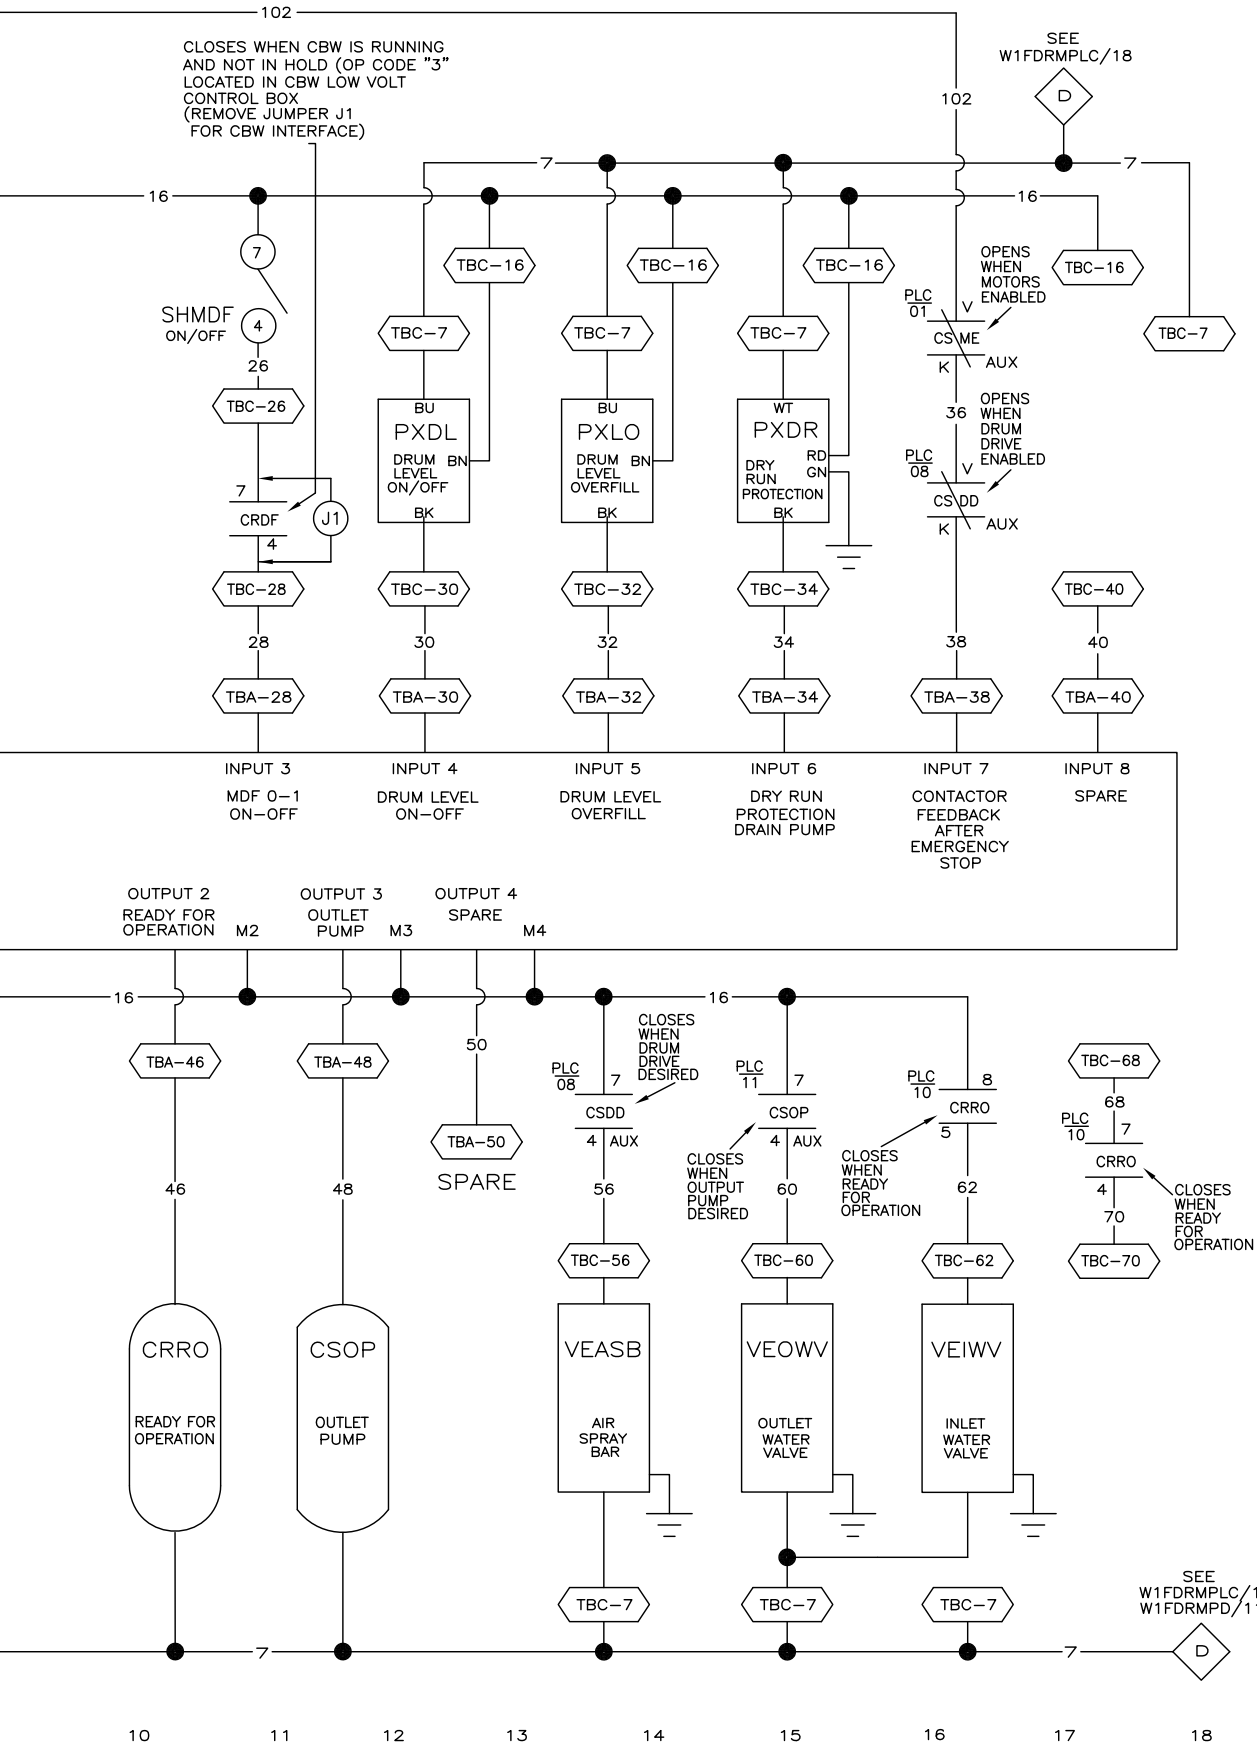 102
CLOSES WHEN CBW IS RUNNING
AND NOT IN HOLD (OP CODE "3"
LOCATED IN CBW LOW VOLT
CONTROL BOX
(REMOVE JUMPER J1
FOR CBW INTERFACE)
SEE
W1FDRMPLC/18
D
102
7
7
16
16
7
SHMDF
ON/OFF
4
26
TBC-26
7
CRDF
4
J1
TBC-28
28
TBA-28
TBC-16
TBC-7
BU
PXDL
DRUM
LEVEL
ON/OFF
BN
BK
TBC-30
30
TBA-30
TBC-16
TBC-7
BU
PXLO
DRUM
LEVEL
OVERFILL
BN
BK
TBC-32
32
TBA-32
TBC-16
TBC-7
WT
PXDR
DRY
RUN
PROTECTION
RD
GN
BK
TBC-34
34
TBA-34
OPENS
WHEN
MOTORS
ENABLED
PLC
01
V
CSME
K
AUX
36
OPENS
WHEN
DRUM
DRIVE
ENABLED
PLC
08
V
CSDD
K
AUX
38
TBA-38
TBC-16
TBC-7
TBC-40
40
TBA-40
INPUT 3
MDF 0-1
ON-OFF
INPUT 4
DRUM LEVEL
ON-OFF
INPUT 5
DRUM LEVEL
OVERFILL
INPUT 6
DRY RUN
PROTECTION
DRAIN PUMP
INPUT 7
CONTACTOR
FEEDBACK
AFTER
EMERGENCY
STOP
INPUT 8
SPARE
OUTPUT 2
READY FOR
OPERATION
M2
OUTPUT 3
OUTLET
PUMP
M3
OUTPUT 4
SPARE
M4
16
16
TBA-46
46
CRRO
READY FOR
OPERATION
TBA-48
48
CSOP
OUTLET
PUMP
50
TBA-50
SPARE
CLOSES
WHEN
DRUM
DRIVE
DESIRED
PLC
08
7
CSDD
4 AUX
56
TBC-56
VEASB
AIR
SPRAY
BAR
TBC-7
PLC
11
7
CSOP
4 AUX
CLOSES
WHEN
OUTPUT
PUMP
DESIRED
60
TBC-60
VEOWV
OUTLET
WATER
VALVE
TBC-7
PLC
10
8
CRRO
5
CLOSES
WHEN
READY
FOR
OPERATION
62
TBC-62
VEIWV
INLET
WATER
VALVE
TBC-7
TBC-68
68
PLC
10
7
CRRO
4
70
TBC-70
CLOSES
WHEN
READY
FOR
OPERATION
SEE
W1FDRMPLC/1
W1FDRMPD/11
D
7
7
10 11 12 13 14 15 16 17 18